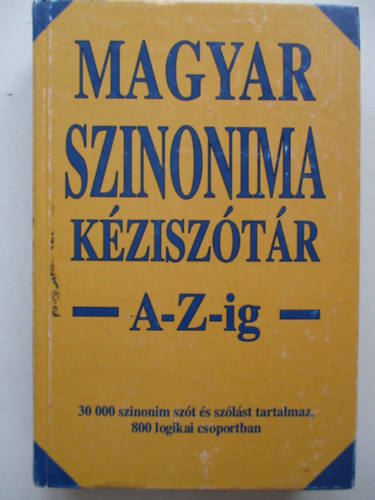 MAGYAR
SZINONIMA
KÉZISZÓTÁR
— A-Z-ig —
30 000 szinonim szót és szólást tartalmaz,
800 logikai csoportban